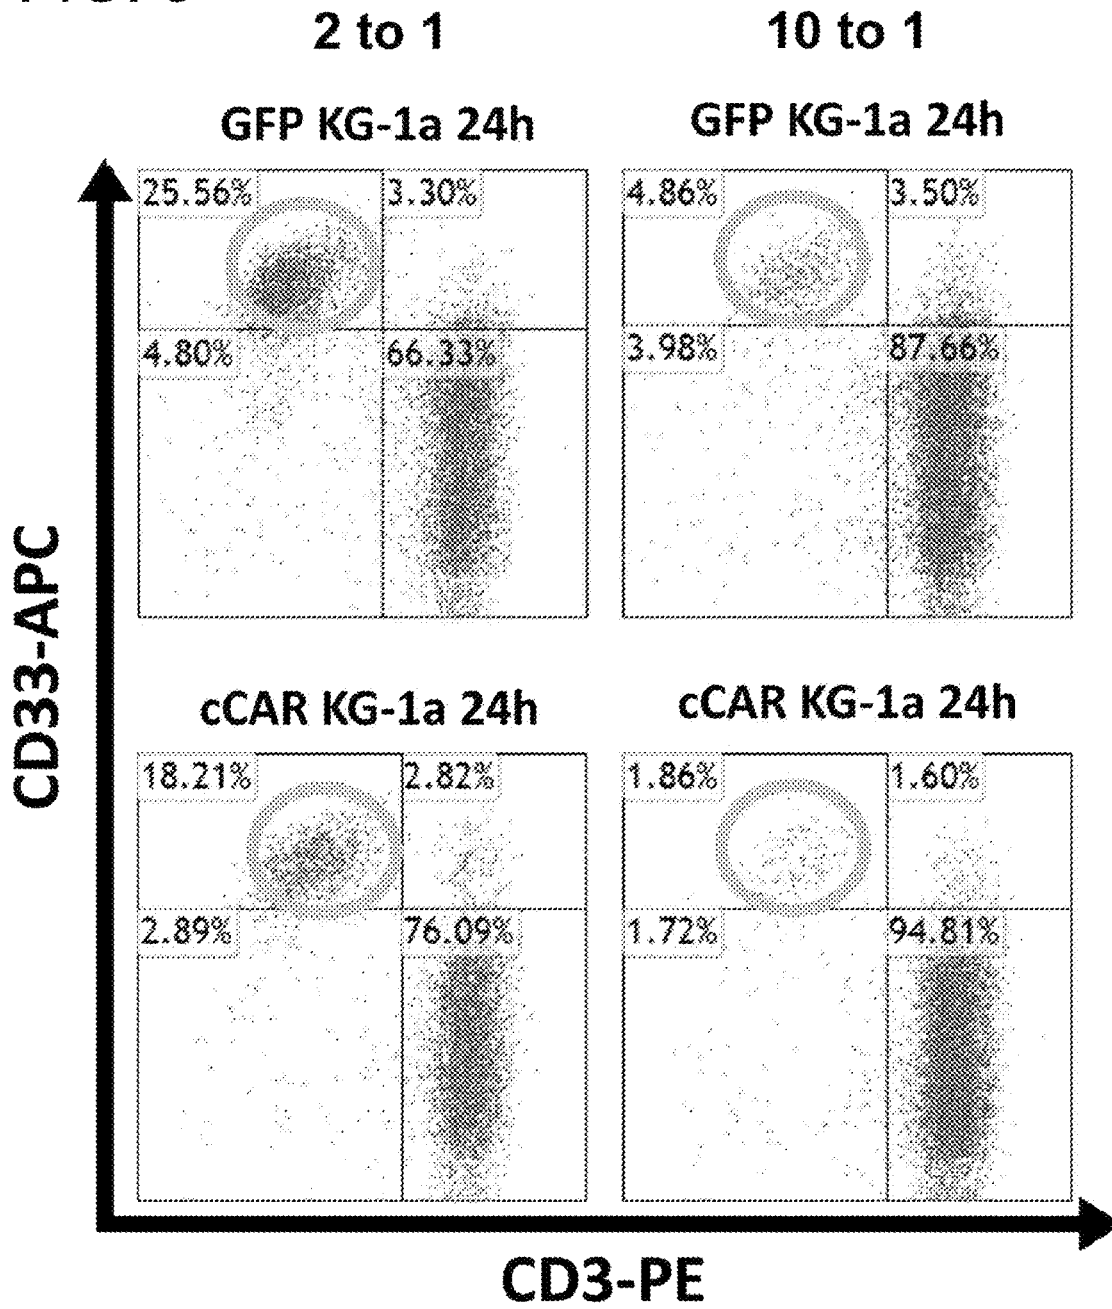 2 to 1 10 to 1
GFP KG-1a 24h GFP KG-1a 24h
25.56% 3.30% 4.86% 3.50%
4.80% 66.33% 3.98% 87.66%
cCAR KG-1a 24h cCAR KG-1a 24h
18.21% 2.82% 1.86% 1.60%
2.89% 76.09% 1.72% 94.81%
CD33-APC
CD3-PE